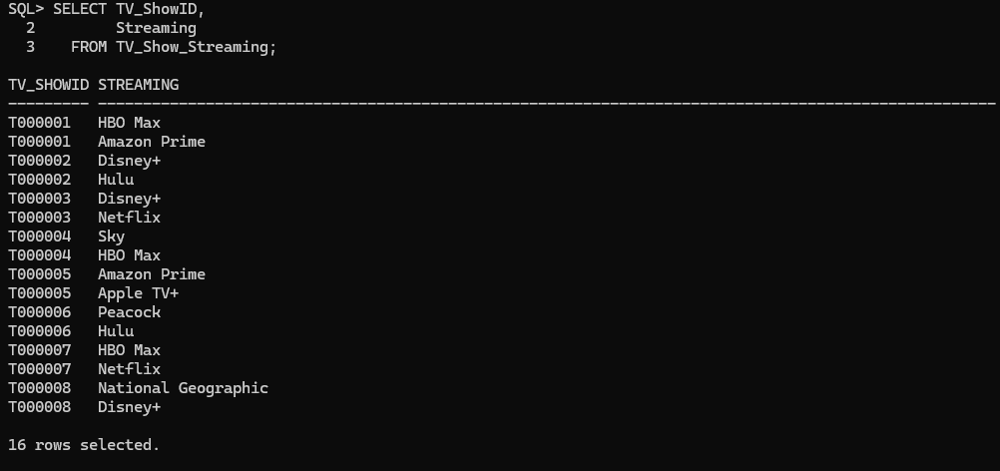 SQL> SELECT TV_ShowID,
  2         Streaming
  3    FROM TV_Show_Streaming;
TV_SHOWID STREAMING
--------- ----------------------------------------------------------------------------------------------------
T000001   HBO Max
T000001   Amazon Prime
T000002   Disney+
T000002   Hulu
T000003   Disney+
T000003   Netflix
T000004   Sky
T000004   HBO Max
T000005   Amazon Prime
T000005   Apple TV+
T000006   Peacock
T000006   Hulu
T000007   HBO Max
T000007   Netflix
T000008   National Geographic
T000008   Disney+
16 rows selected.